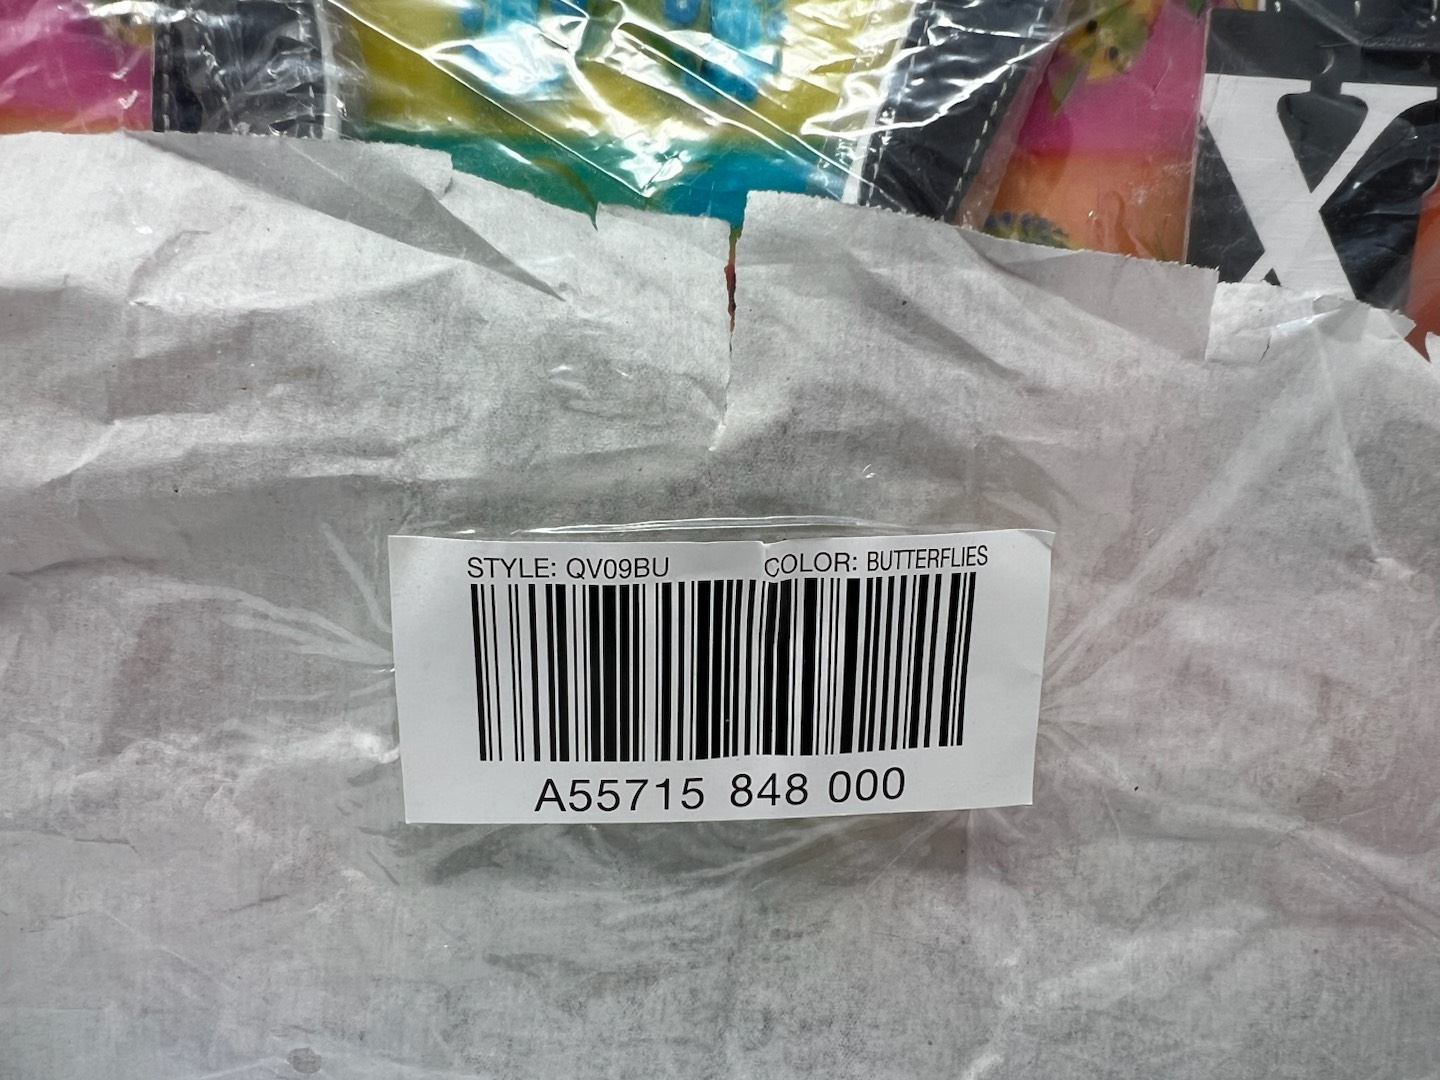 X
STYLE: QV09BU COLOR: BUTTERFLIES
A55715 848 000